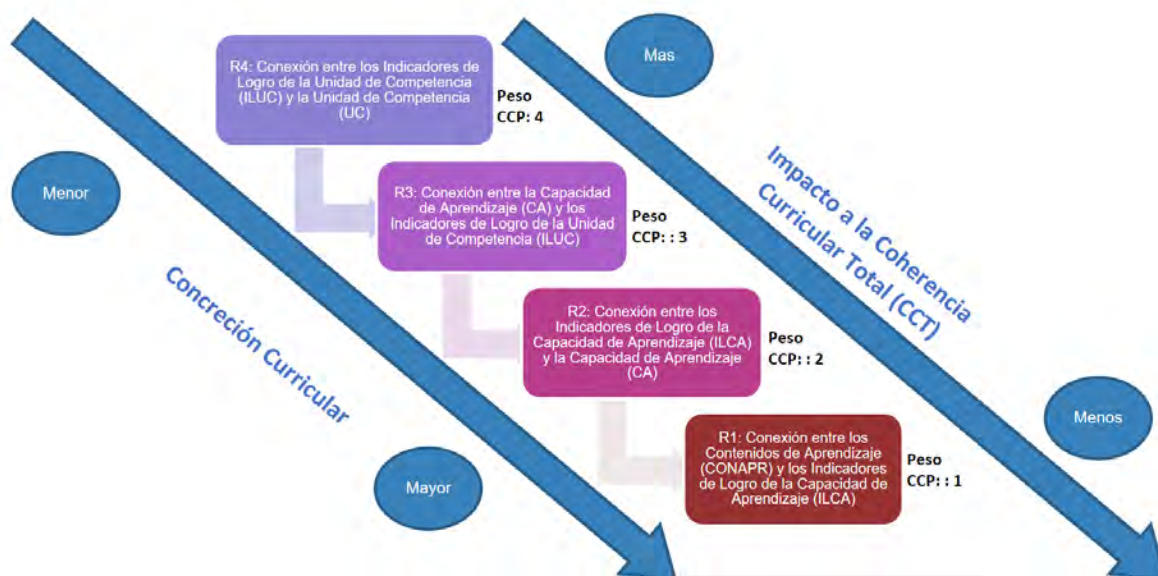 Mas
R4: Conexión entre los Indicadores de
Logro de la Unidad de Competencia
(ILUC) y la Unidad de Competencia
(UC)
Peso
CCP: 4
Menor
R3: Conexión entre la Capacidad
de Aprendizaje (CA) y los
Indicadores de Logro de la Unidad
de Competencia (ILUC)
Peso
CCP: : 3
Impacto a la Coherencia
Curricular Total (CCT)
Concreción Curricular
R2: Conexión entre los
Indicadores de Logro de la
Capacidad de Aprendizaje (ILCA)
y la Capacidad de Aprendizaje
(CA)
Peso
CCP: : 2
Menos
Mayor
R1: Conexión entre los
Contenidos de Aprendizaje
(CONAPR) y los Indicadores
de Logro de la Capacidad de
Aprendizaje (ILCA)
Peso
CCP: : 1